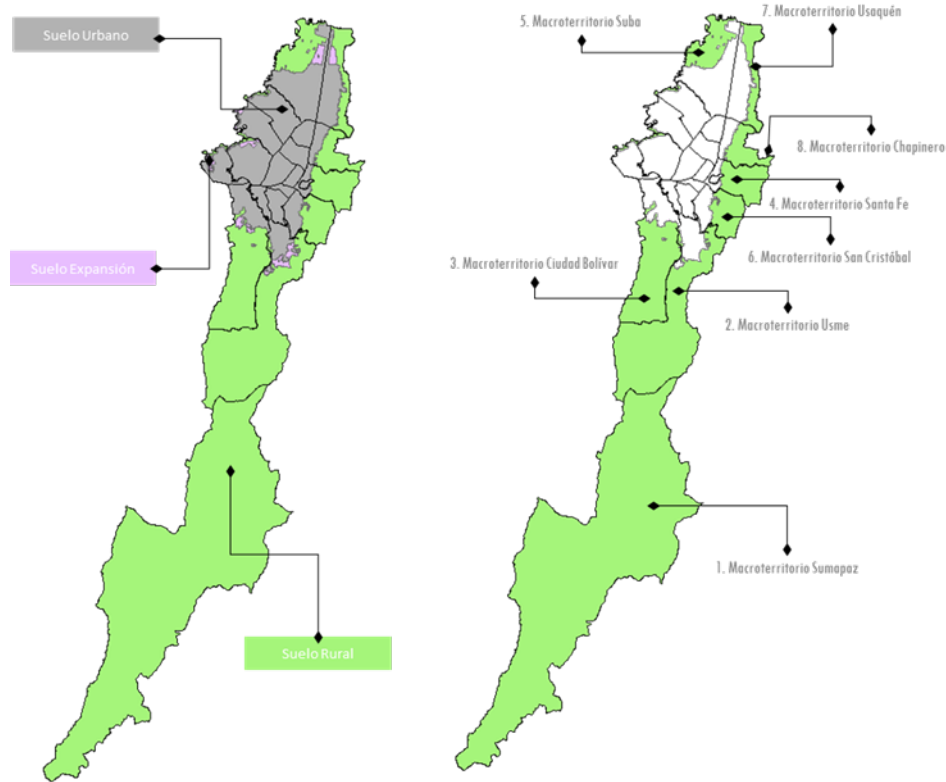 Suelo Urbano
Suelo Expansión
Suelo Rural
5. Macroterritorio Suba
7. Macroterritorio Usaquén
8. Macroterritorio Chapinero
4. Macroterritorio Santa Fe
6. Macroterritorio San Cristóbal
3. Macroterritorio Ciudad Bolívar
2. Macroterritorio Usme
1. Macroterritorio Sumapaz